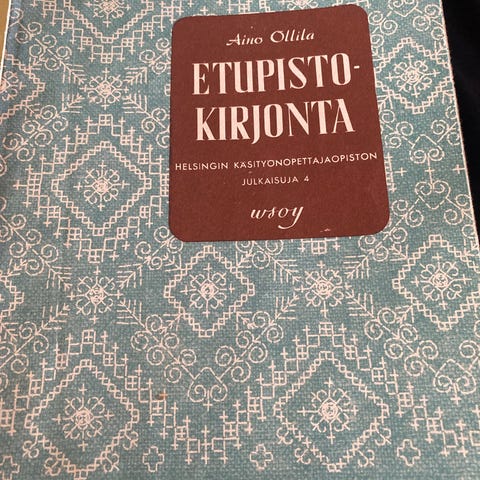 Aino Ollila
ETUPISTO-
KIRJONTA
HELSINGIN KÄSITYÖNOPETTAJAOPISTON
JULKAISUJA 4
wsoy